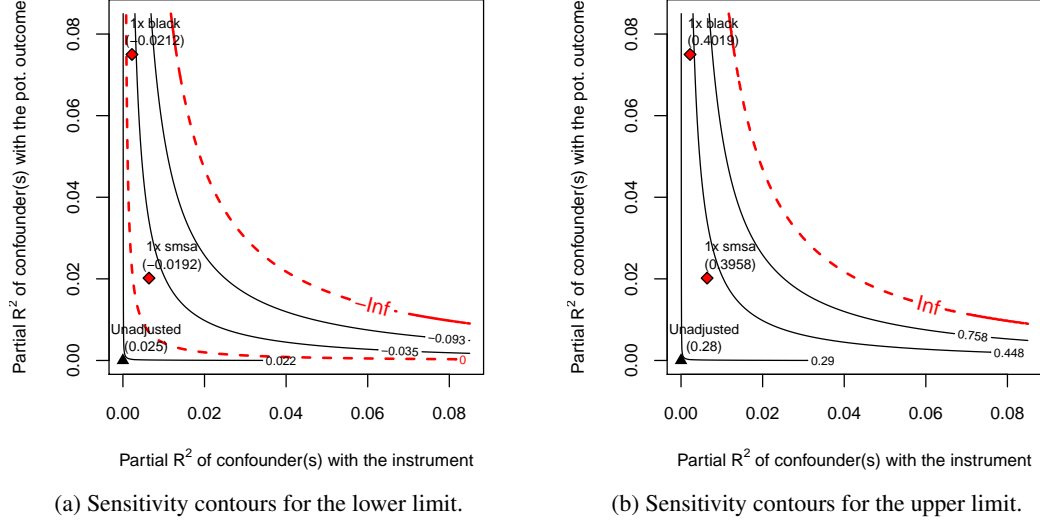 Partial R² of confounder(s) with the pot. outcome
0.00
0.02
0.04
0.06
0.08
1x black
(−0.0212)
1x smsa
(−0.0192)
Unadjusted
(0.025)
−Inf
−0.093
−0.035
0
0.022
0.00
0.02
0.04
0.06
0.08
Partial R² of confounder(s) with the instrument
(a) Sensitivity contours for the lower limit.
Partial R² of confounder(s) with the pot. outcome
0.00
0.02
0.04
0.06
0.08
1x black
(0.4019)
1x smsa
(0.3958)
Unadjusted
(0.28)
Inf
0.758
0.448
0.29
0.00
0.02
0.04
0.06
0.08
Partial R² of confounder(s) with the instrument
(b) Sensitivity contours for the upper limit.